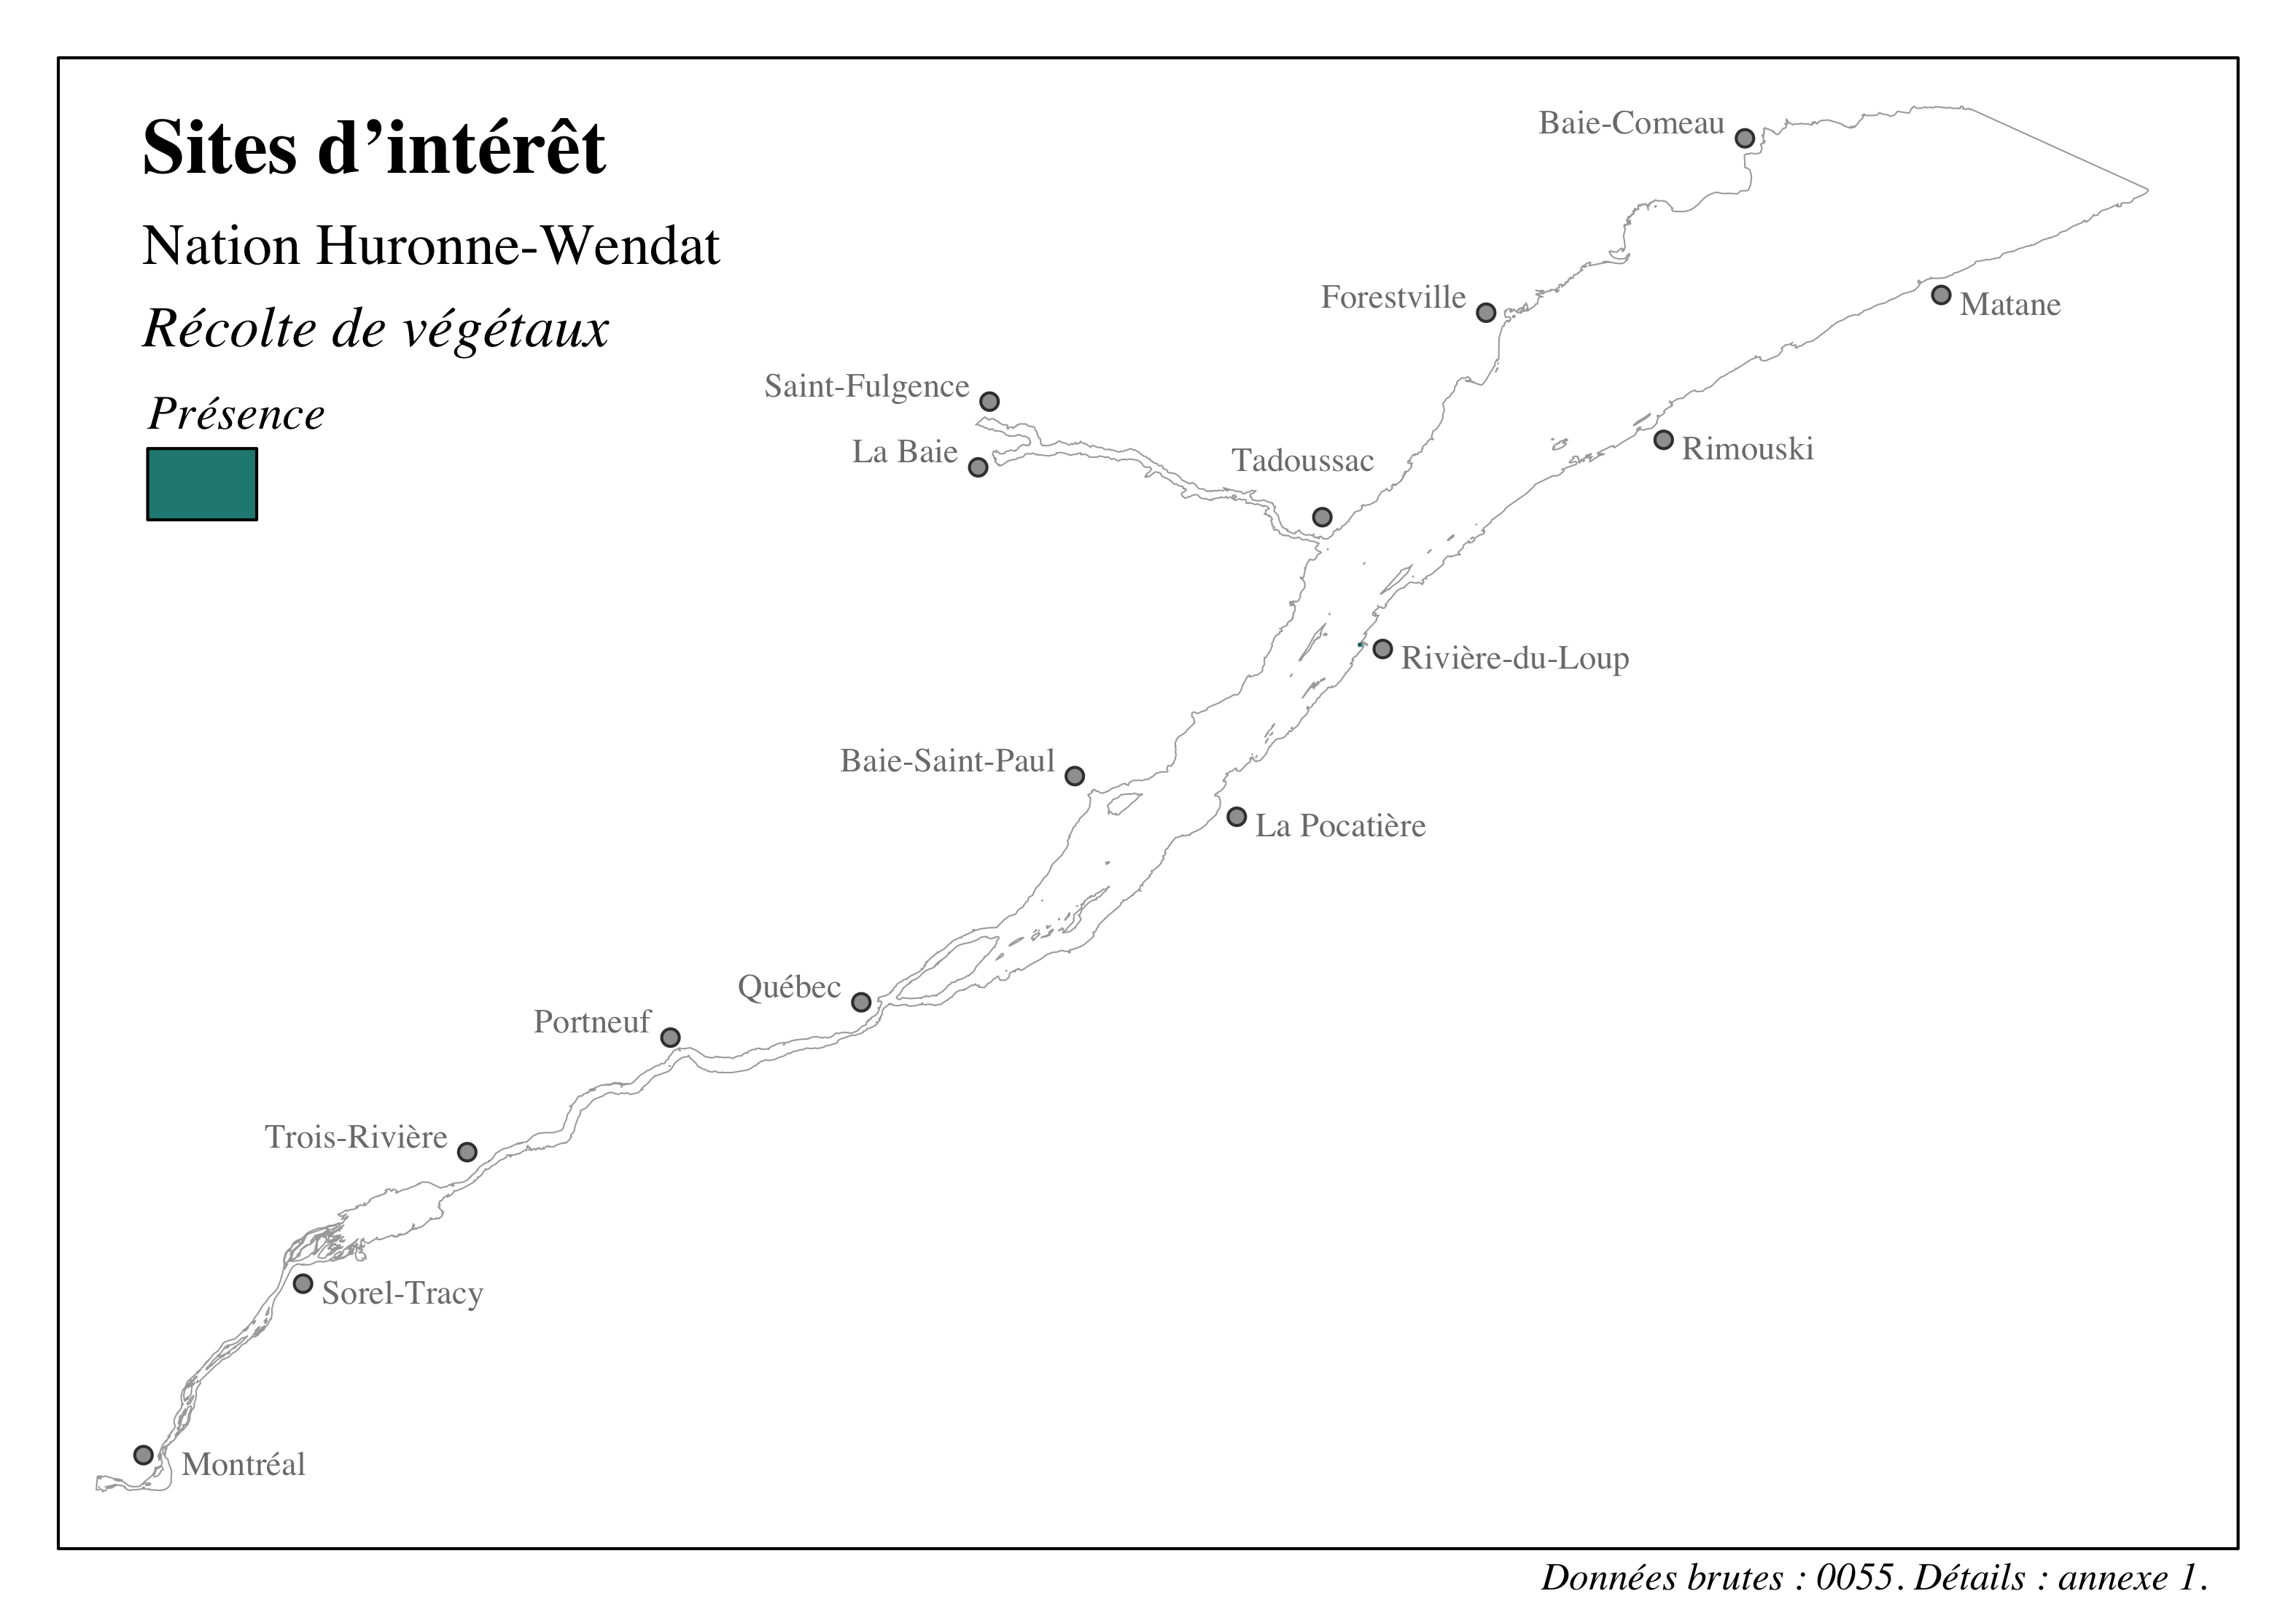 Sites d’intérêt
Nation Huronne-Wendat
Récolte de végétaux
Présence
Baie-Comeau
Forestville
Matane
Saint-Fulgence
La Baie
Tadoussac
Rimouski
Rivière-du-Loup
Baie-Saint-Paul
La Pocatière
Québec
Portneuf
Trois-Rivière
Sorel-Tracy
Montréal
Données brutes : 0055. Détails : annexe 1.